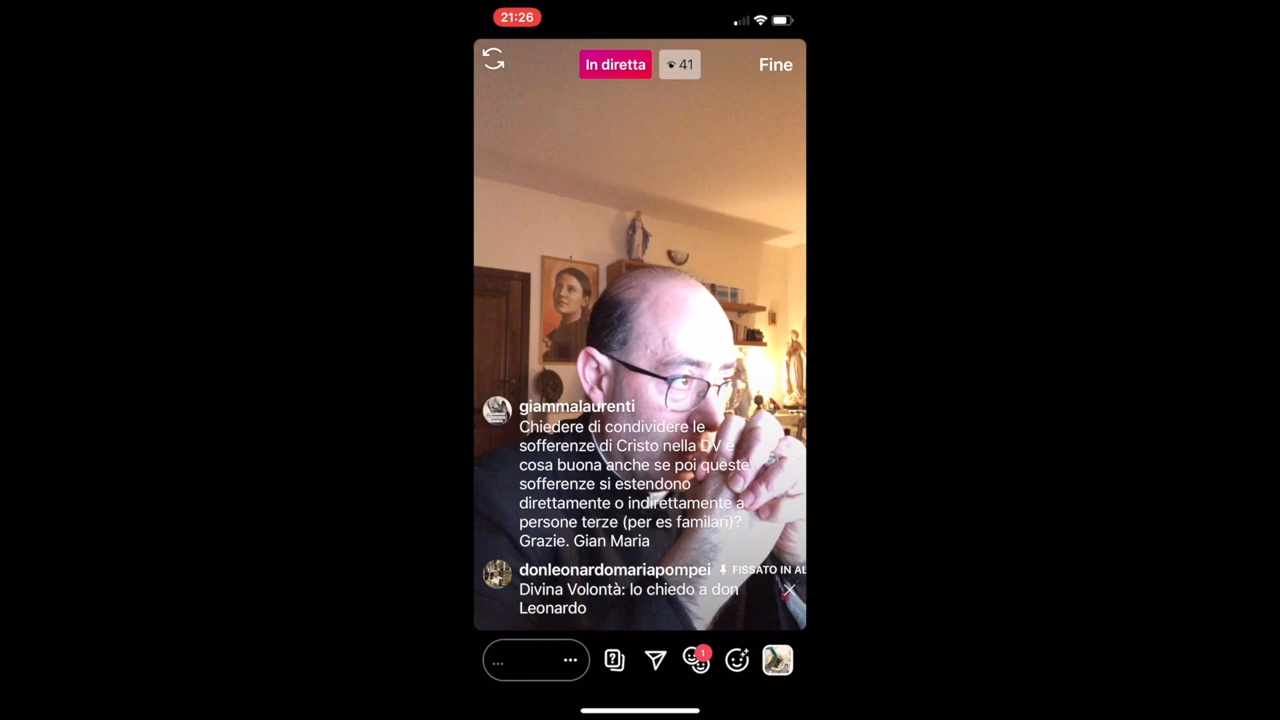 21:26
In diretta
41
Fine
giammalaurenti
Chiedere di condividere le
sofferenze di Cristo nella DV è
cosa buona anche se poi queste
sofferenze si estendono
direttamente o indirettamente a
persone terze (per es familari)?
Grazie. Gian Maria
donleonardomariapompei FISSATO IN AL
Divina Volontà: lo chiedo a don
Leonardo
...
1